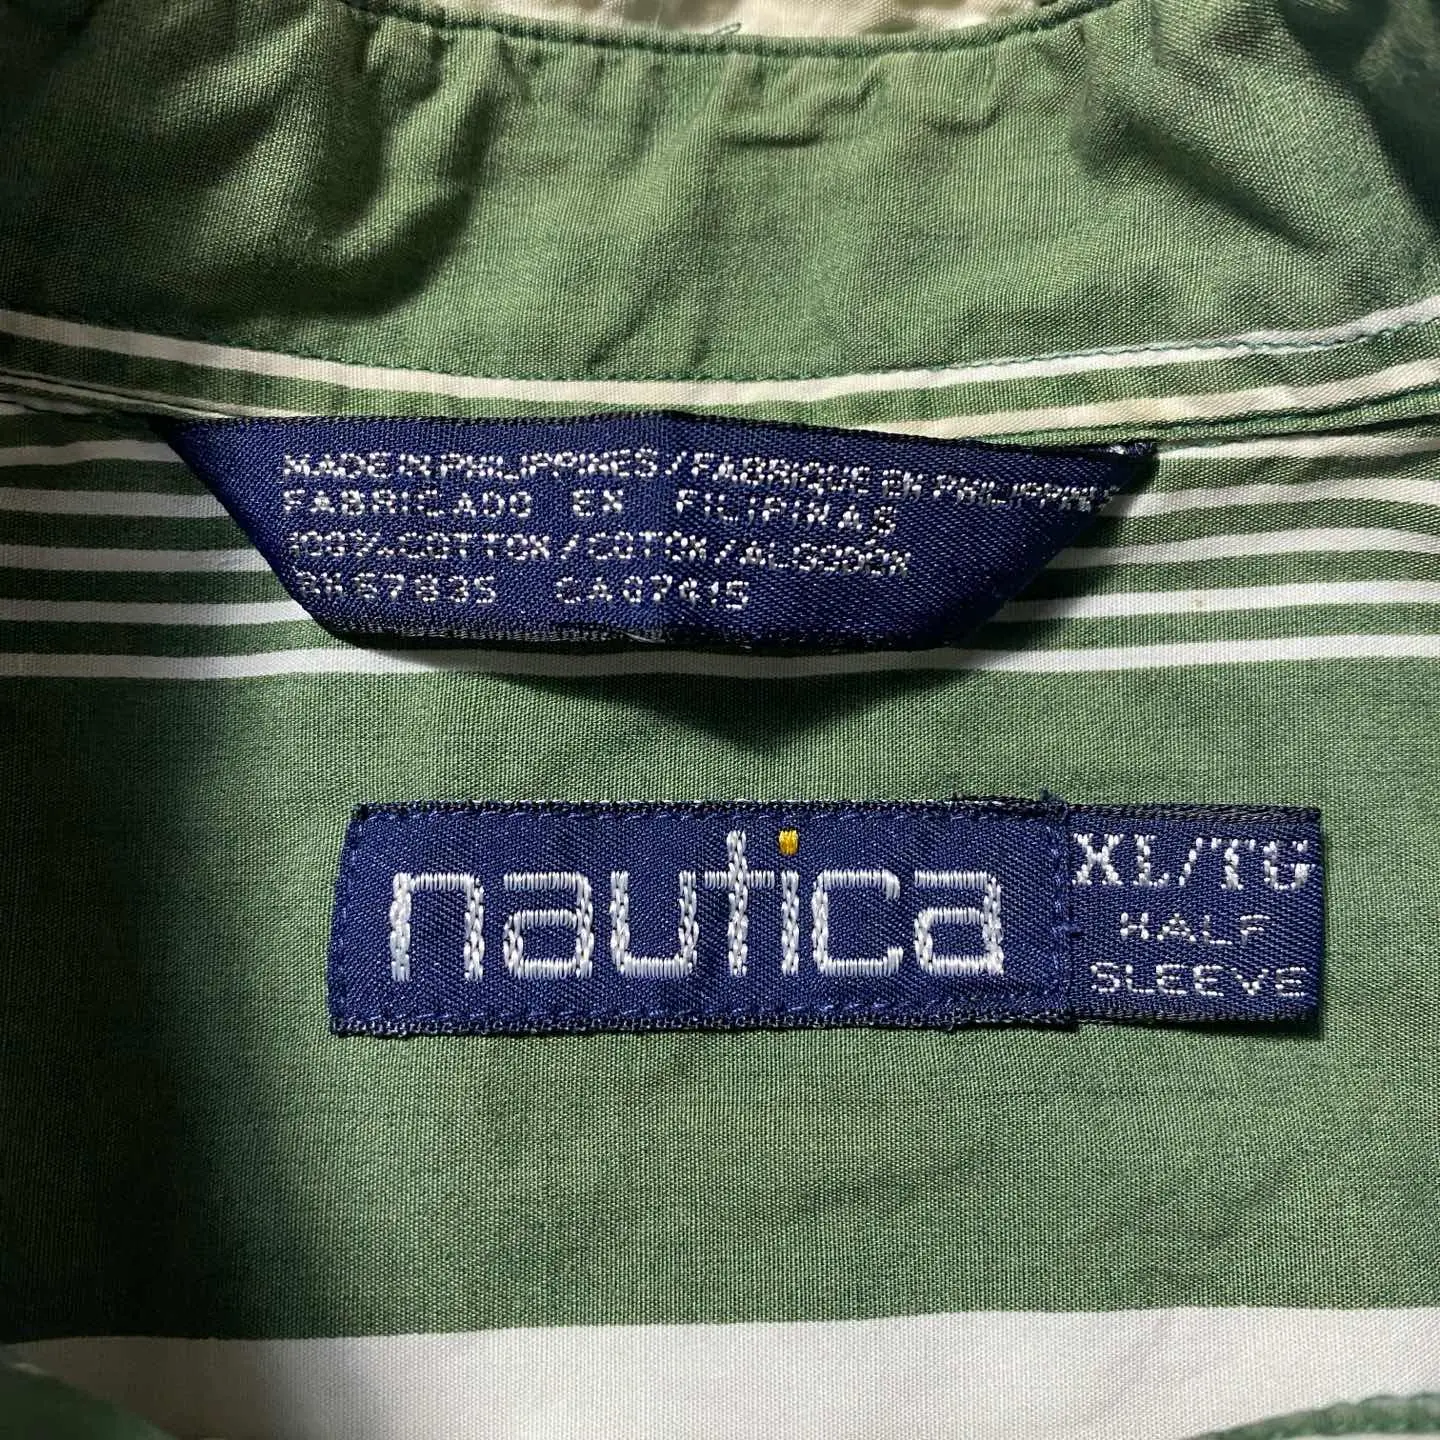 MADE IN PHILIPPINES/FABRIQUE EN PHILIPPINES
FABRICADO EN FILIPINAS
100% COTTON/COTON/ALGODON
RN67835 CA07415
nautica
XL/TG
HALF
SLEEVE